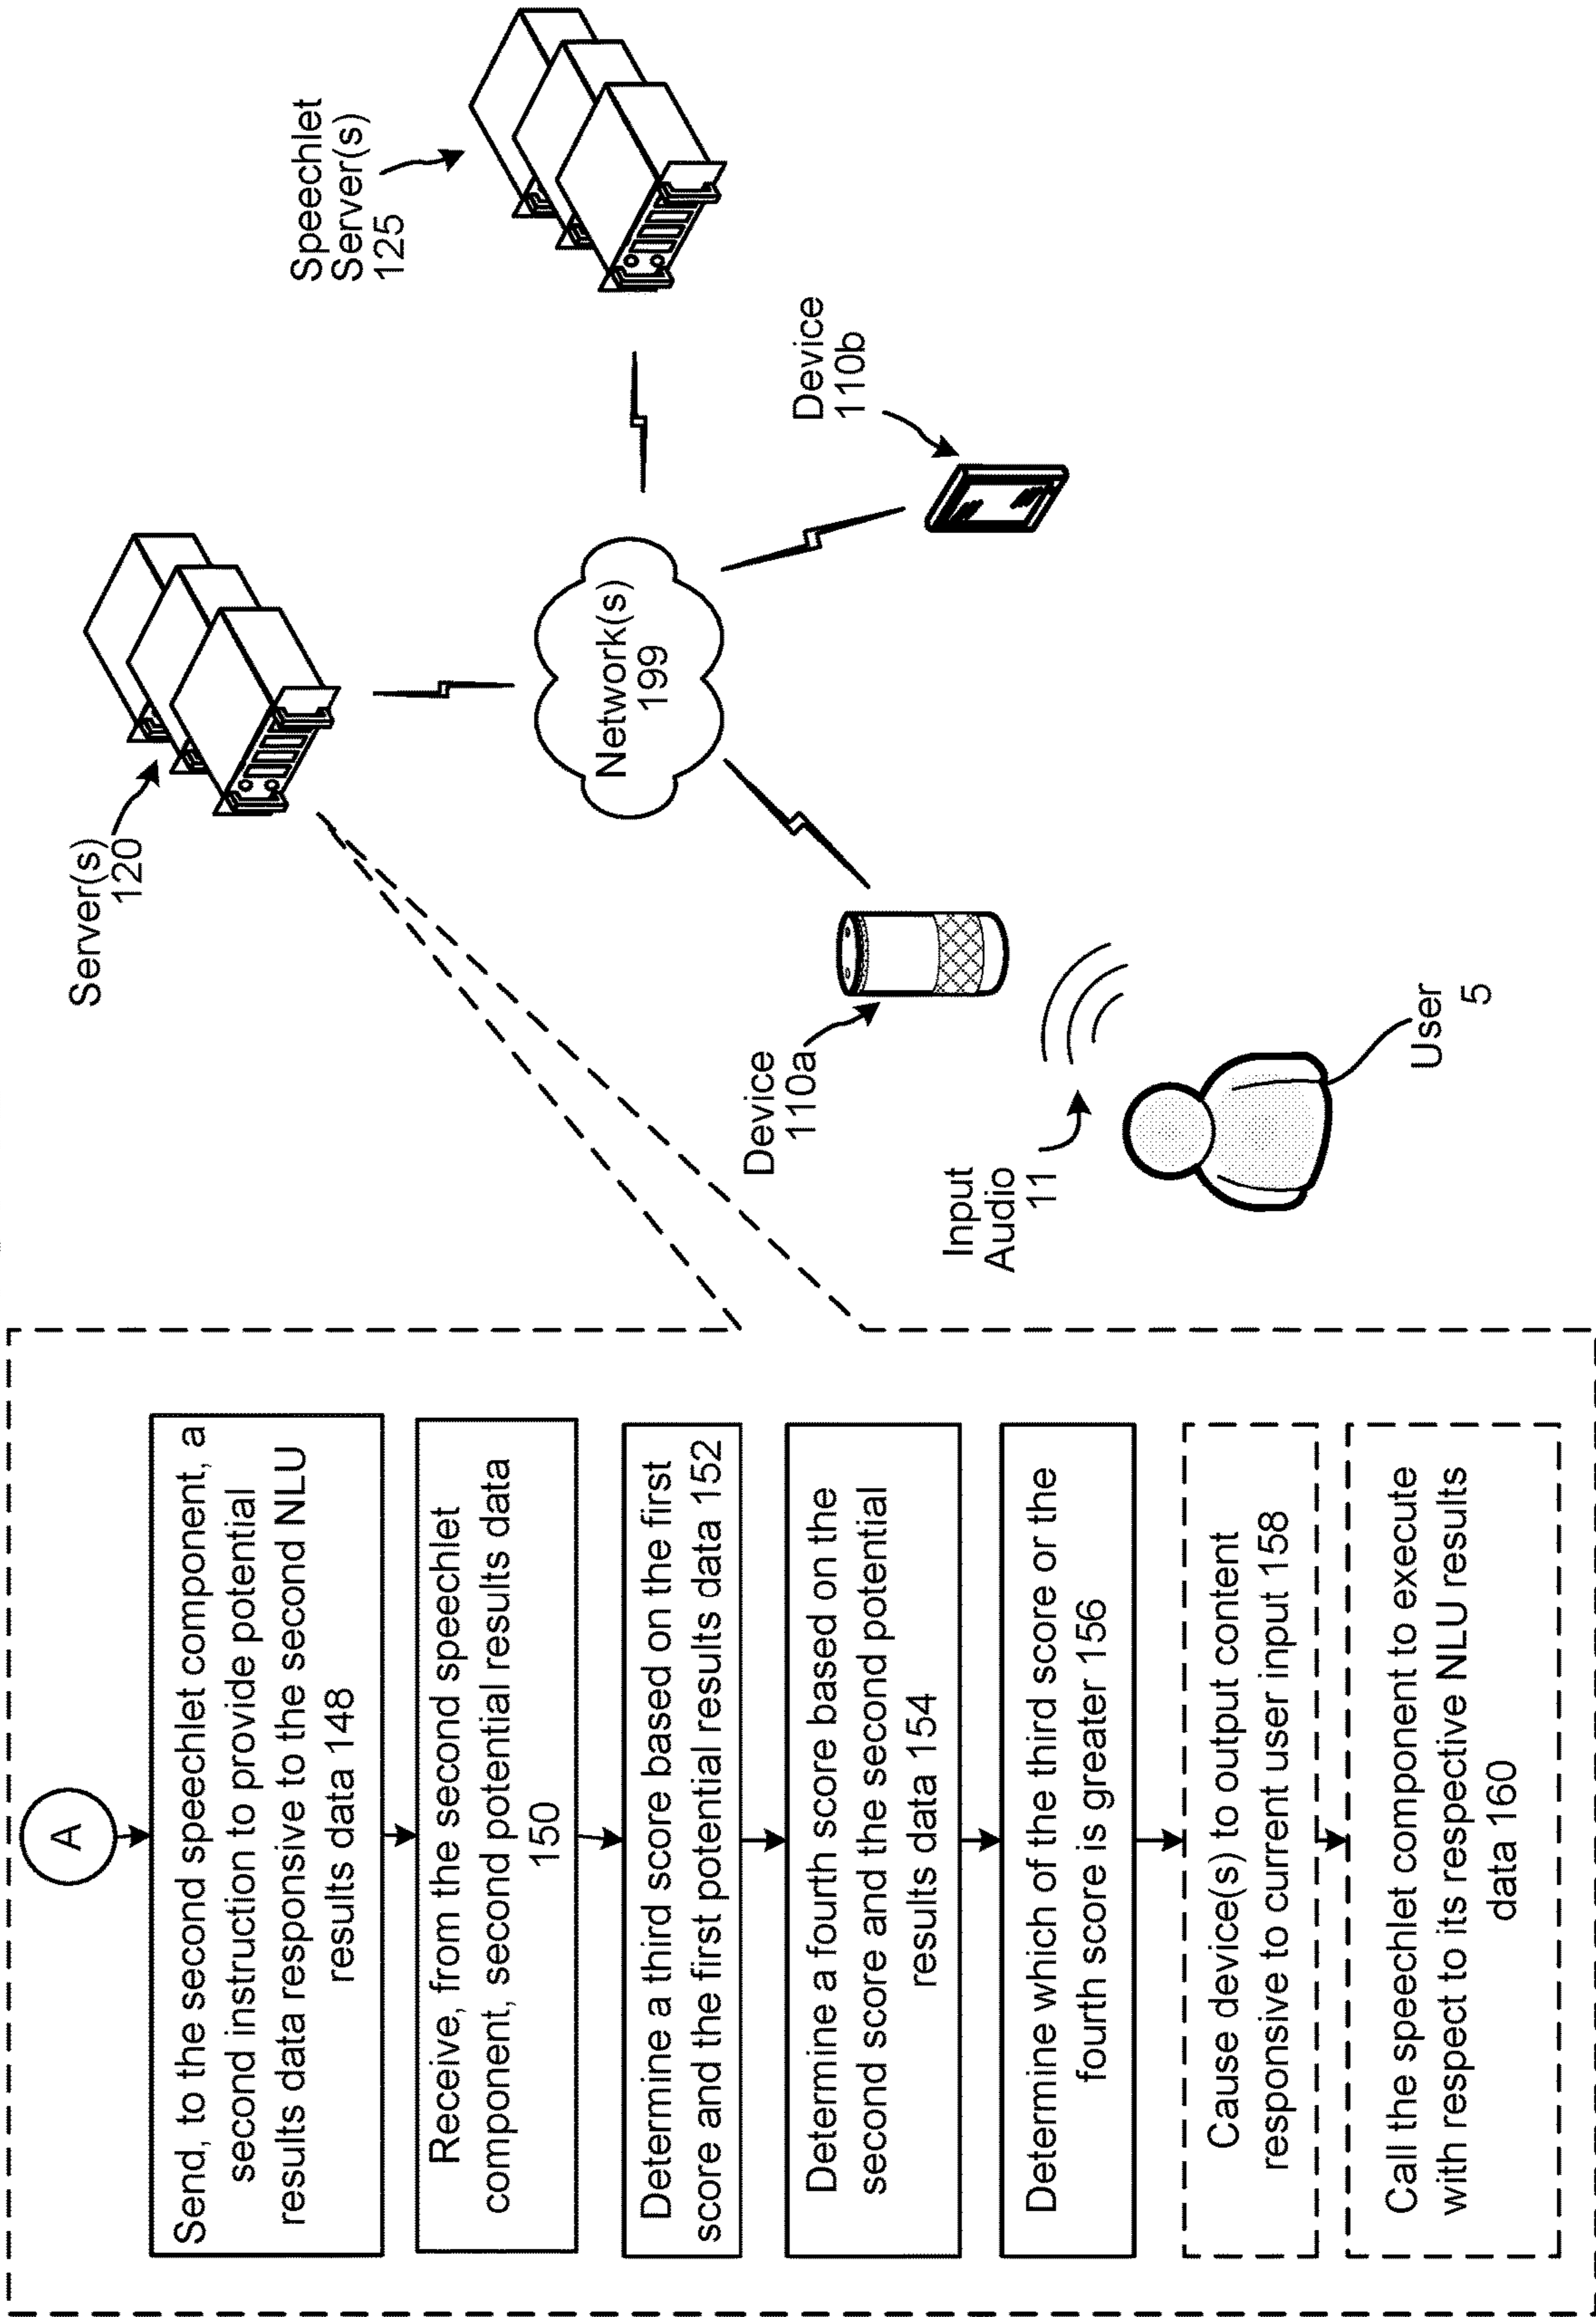 A
Send, to the second speechlet component, a
second instruction to provide potential
results data responsive to the second NLU
results data 148
Receive, from the second speechlet
component, second potential results data
150
Determine a third score based on the first
score and the first potential results data 152
Determine a fourth score based on the
second score and the second potential
results data 154
Determine which of the third score or the
fourth score is greater 156
Cause device(s) to output content
responsive to current user input 158
Call the speechlet component to execute
with respect to its respective NLU results
data 160
Server(s)
120
Speechlet
Server(s)
125
Network(s)
199
Device
110a
Device
110b
Input
Audio
11
User
5